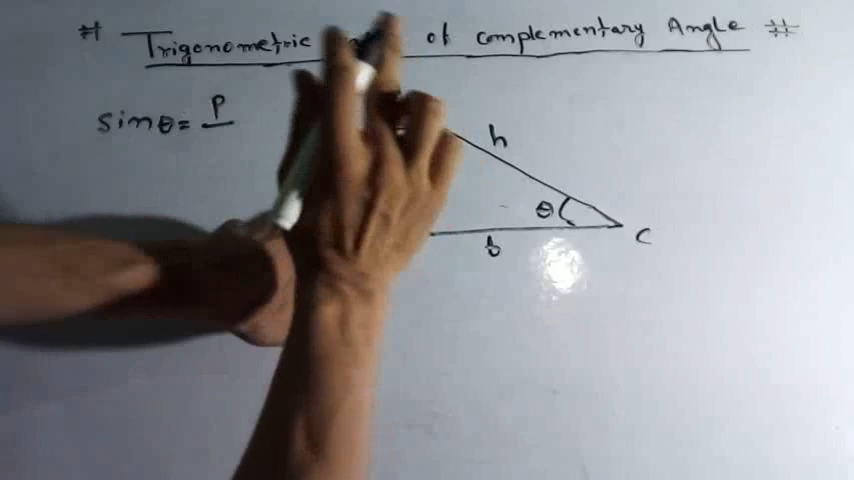 # Trigonometric of complementary Angle #
sinθ = P
h
θ
b
C